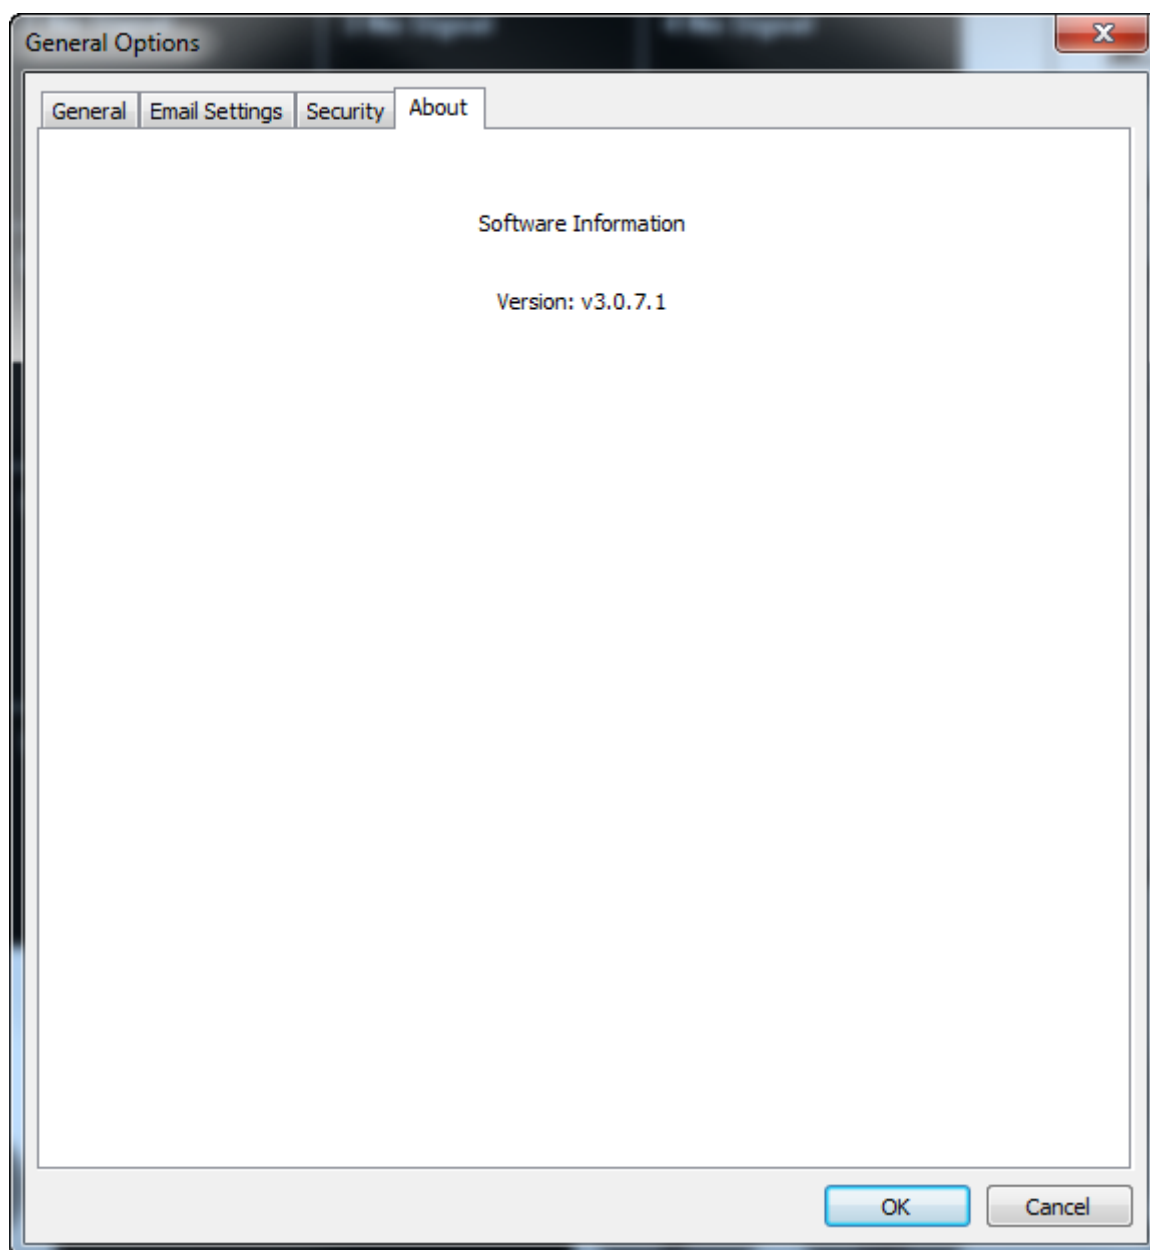 General Options
General
Email Settings
Security
About
Software Information
Version: v3.0.7.1
OK
Cancel